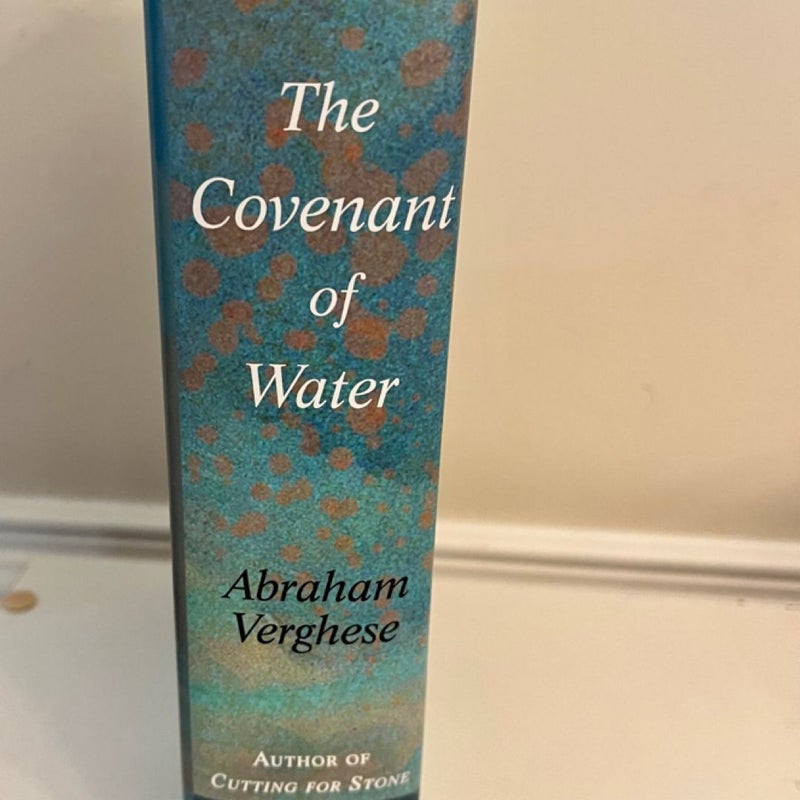 The
Covenant
of
Water
Abraham
Verghese
AUTHOR OF
CUTTING FOR STONE